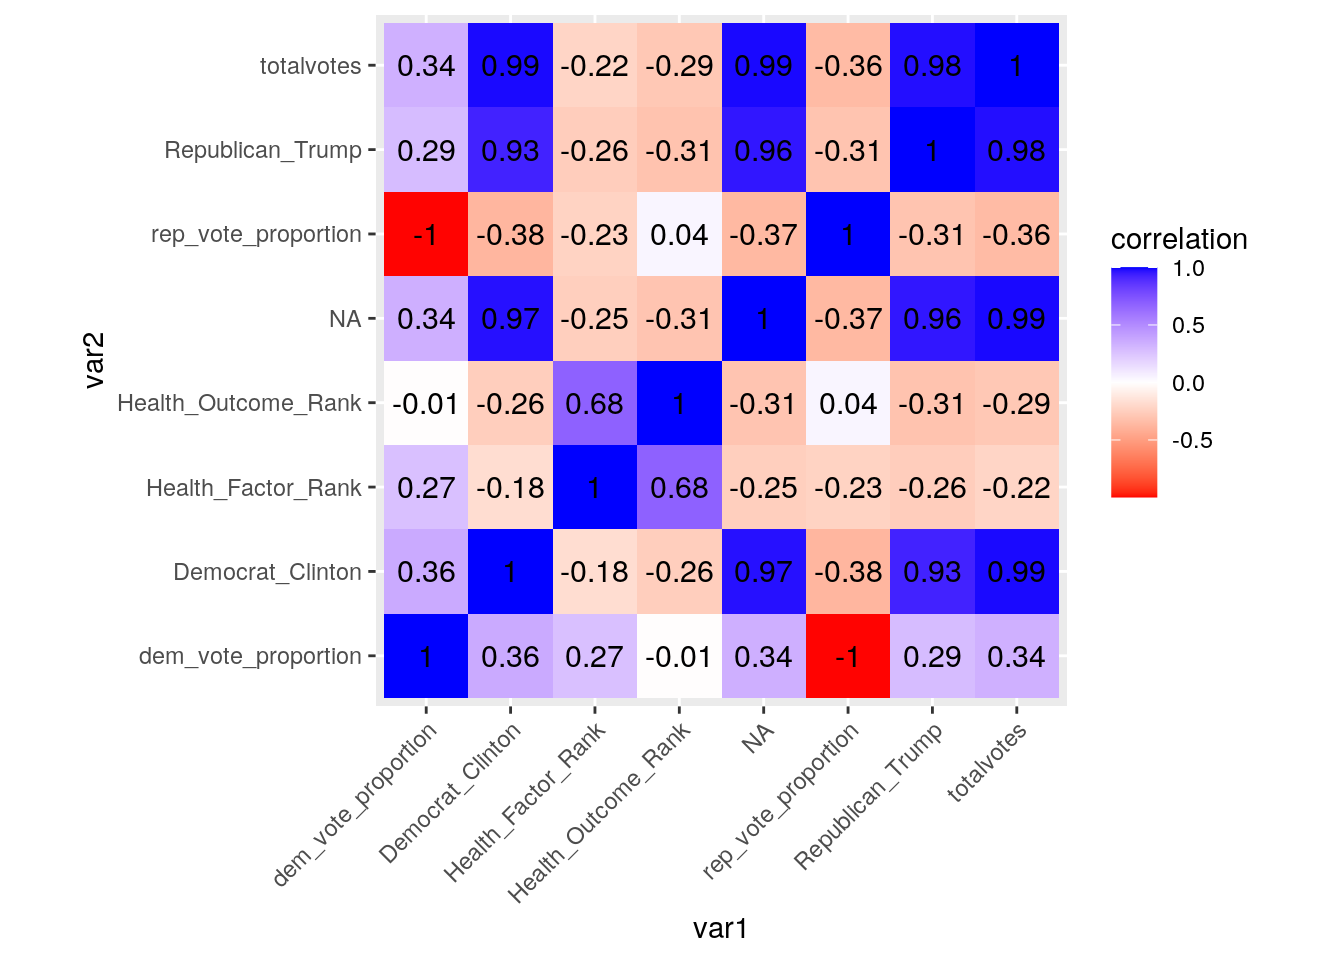 totalvotes 0.34 0.99 -0.22 -0.29 0.99 -0.36 0.98 1
Republican_Trump 0.29 0.93 -0.26 -0.31 0.96 -0.31 1 0.98
rep_vote_proportion -1 -0.38 -0.23 0.04 -0.37 1 -0.31 -0.36
NA 0.34 0.97 -0.25 -0.31 1 -0.37 0.96 0.99
Health_Outcome_Rank -0.01 -0.26 0.68 1 -0.31 0.04 -0.31 -0.29
Health_Factor_Rank 0.27 -0.18 1 0.68 -0.25 -0.23 -0.26 -0.22
Democrat_Clinton 0.36 1 -0.18 -0.26 0.97 -0.38 0.93 0.99
dem_vote_proportion 1 0.36 0.27 -0.01 0.34 -1 0.29 0.34
var2
dem_vote_proportion
Democrat_Clinton
Health_Factor_Rank
Health_Outcome_Rank
NA
rep_vote_proportion
Republican_Trump
totalvotes
var1
correlation
1.0
0.5
0.0
-0.5